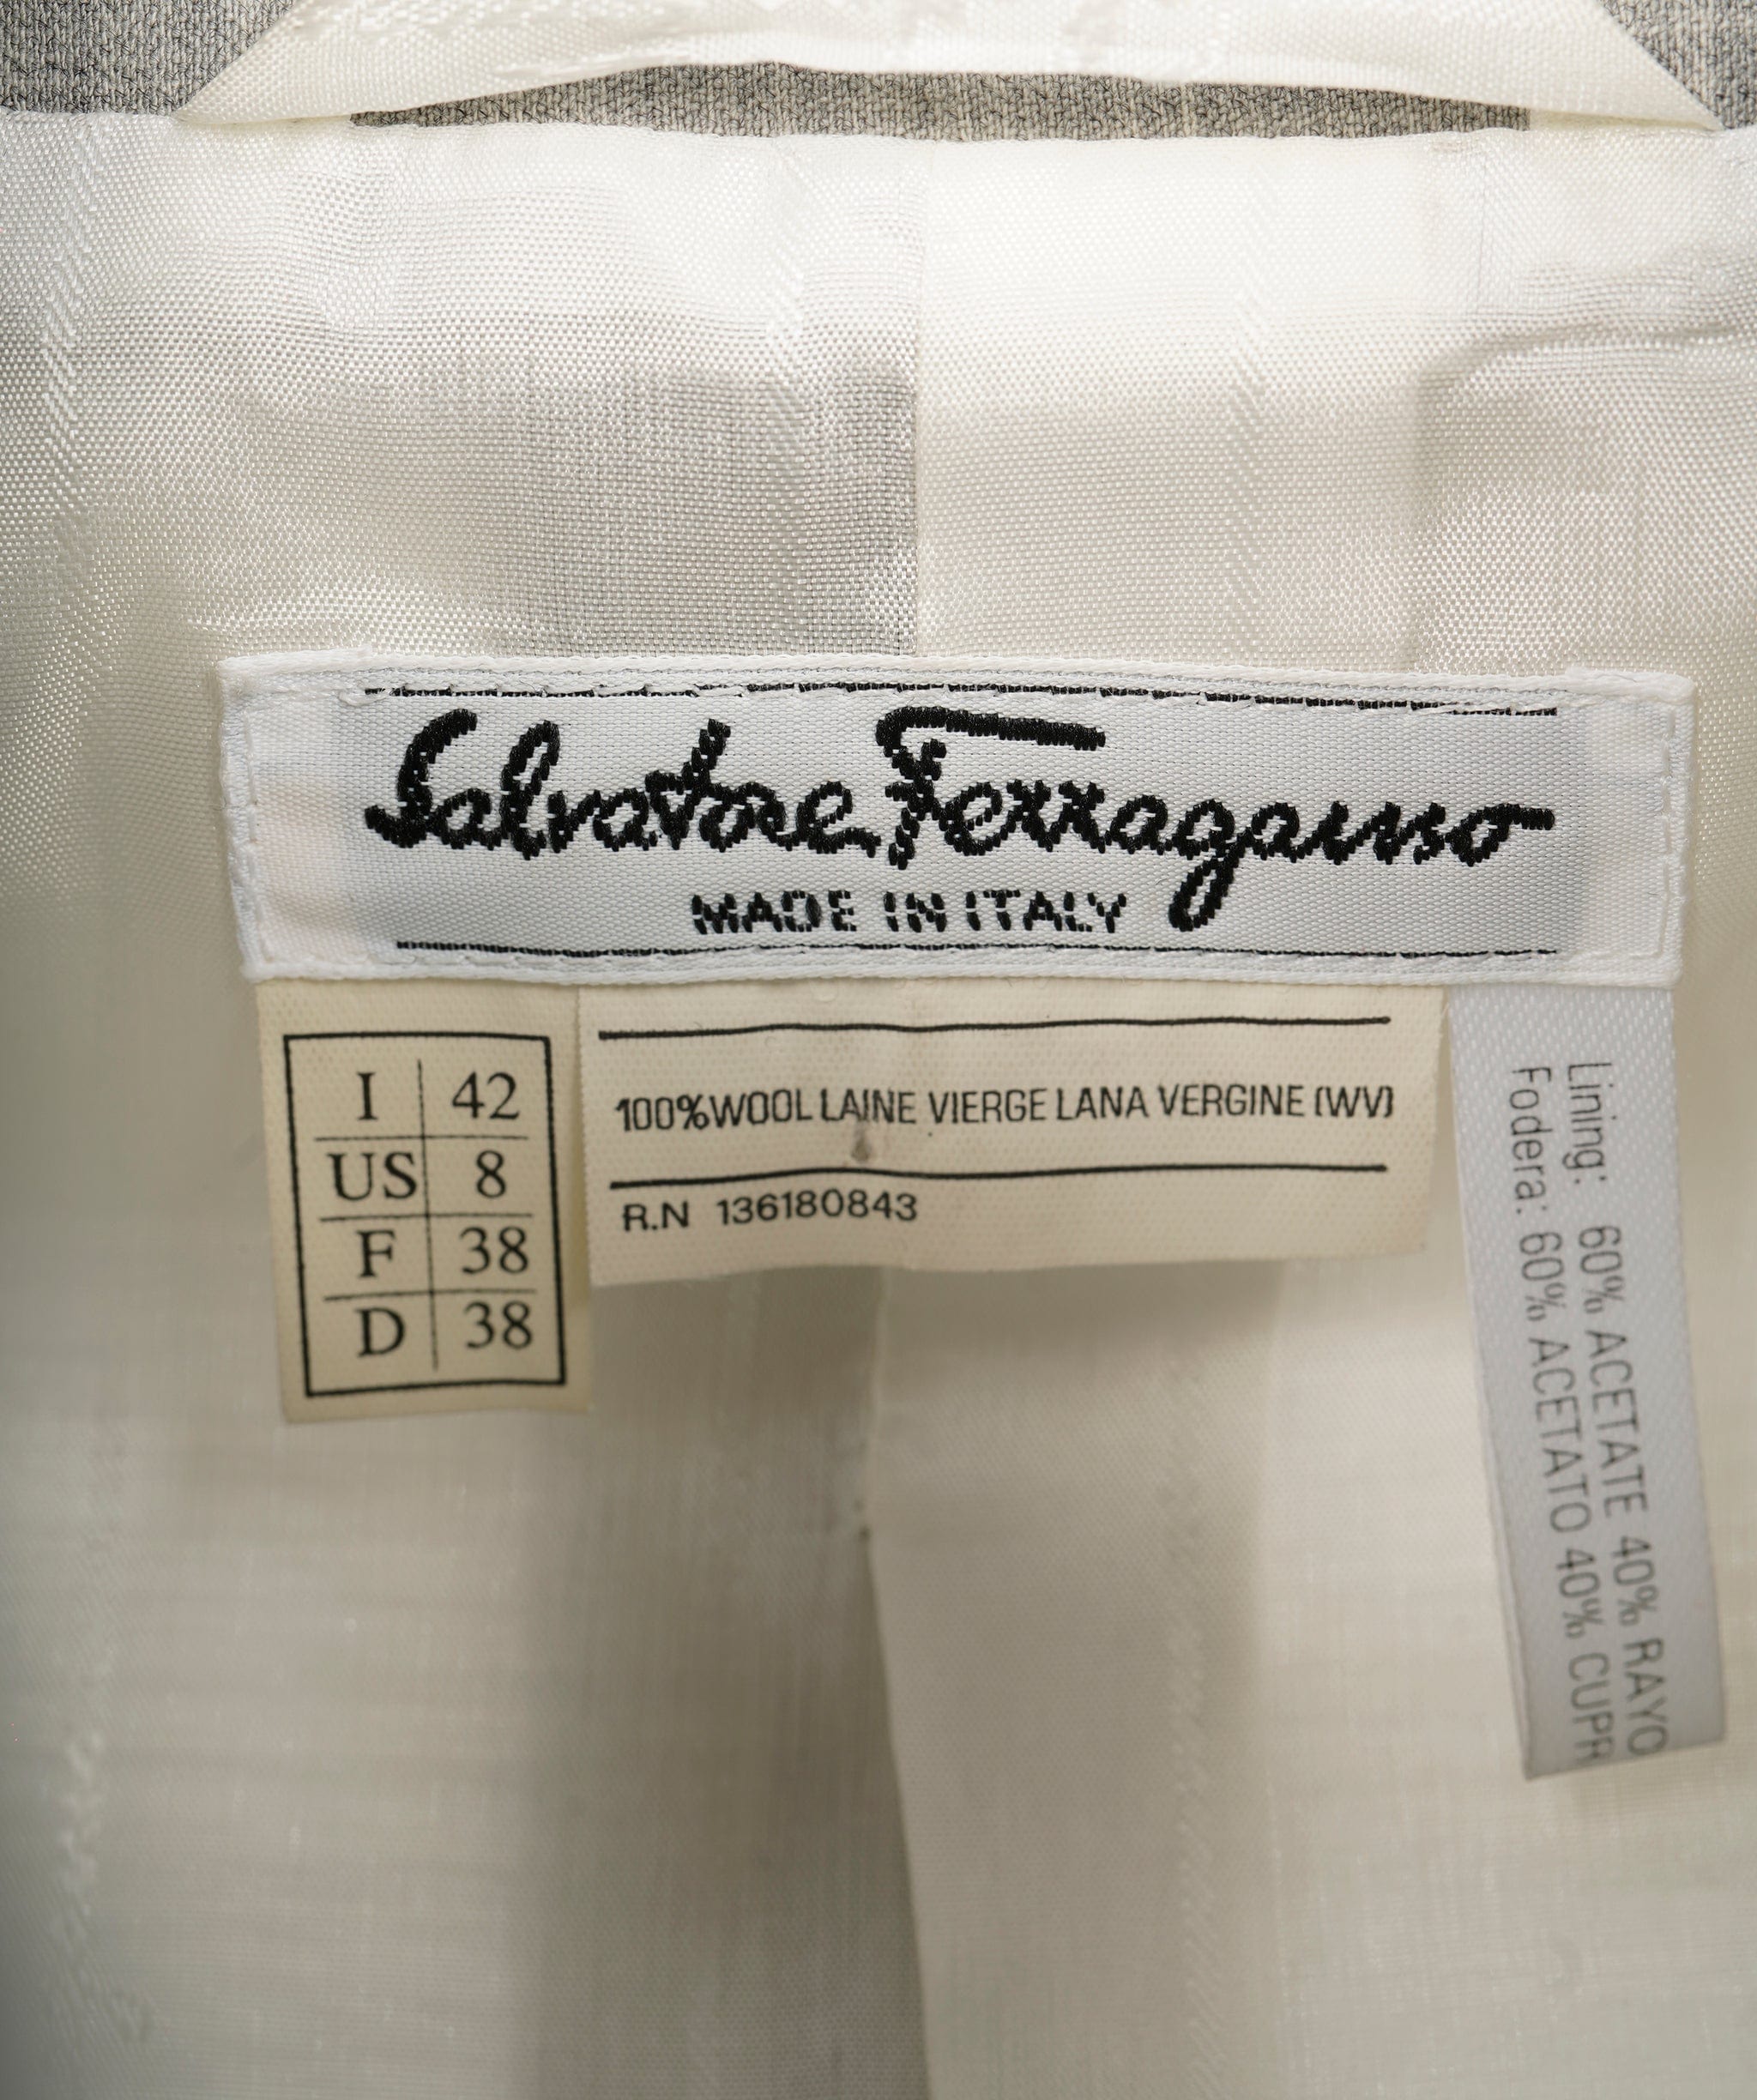 Salvatore Ferragamo
MADE IN ITALY
I 42
US 8
F 38
D 38
100%WOOL LAINE VIERGE LANA VERGINE (WV)
R.N 136180843
Lining: 60% ACETATE 40% RAYO
Fodera: 60% ACETATO 40% CUPR